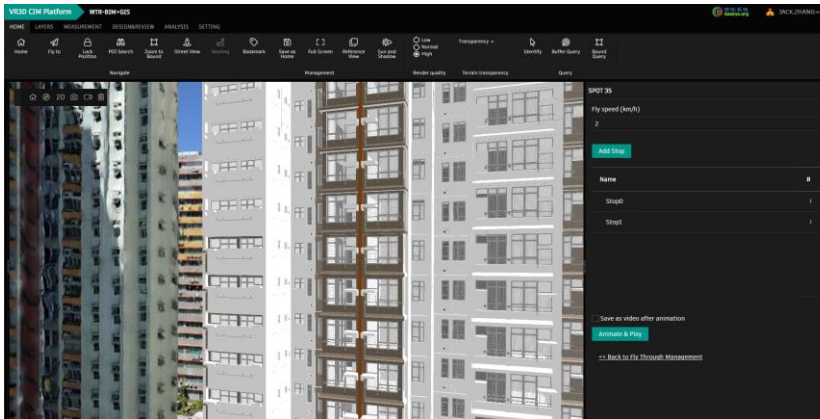 VR3D CIM Platform
WTR-BIM+GIS
JACK.ZHANG
HOME LAYERS MEASUREMENT DESIGN&REVIEW ANALYSIS SETTING
Home
Fly to
Lock Position
POI Search
Zoom to Bound
Street View
Routing
Bookmark
Save as Home
Full Screen
Reference View
Sun and Shadow
Low
Normal
High
Transparency
Identify
Buffer Query
Bound Query
Navigate
Management
Render quality
Terrain transparency
Query
2D
SPOT 35
Fly speed (km/h)
2
Add Stop
Name #
Stop0
Stop1
Save as video after animation
Animate & Play
<< Back to Fly Through Management